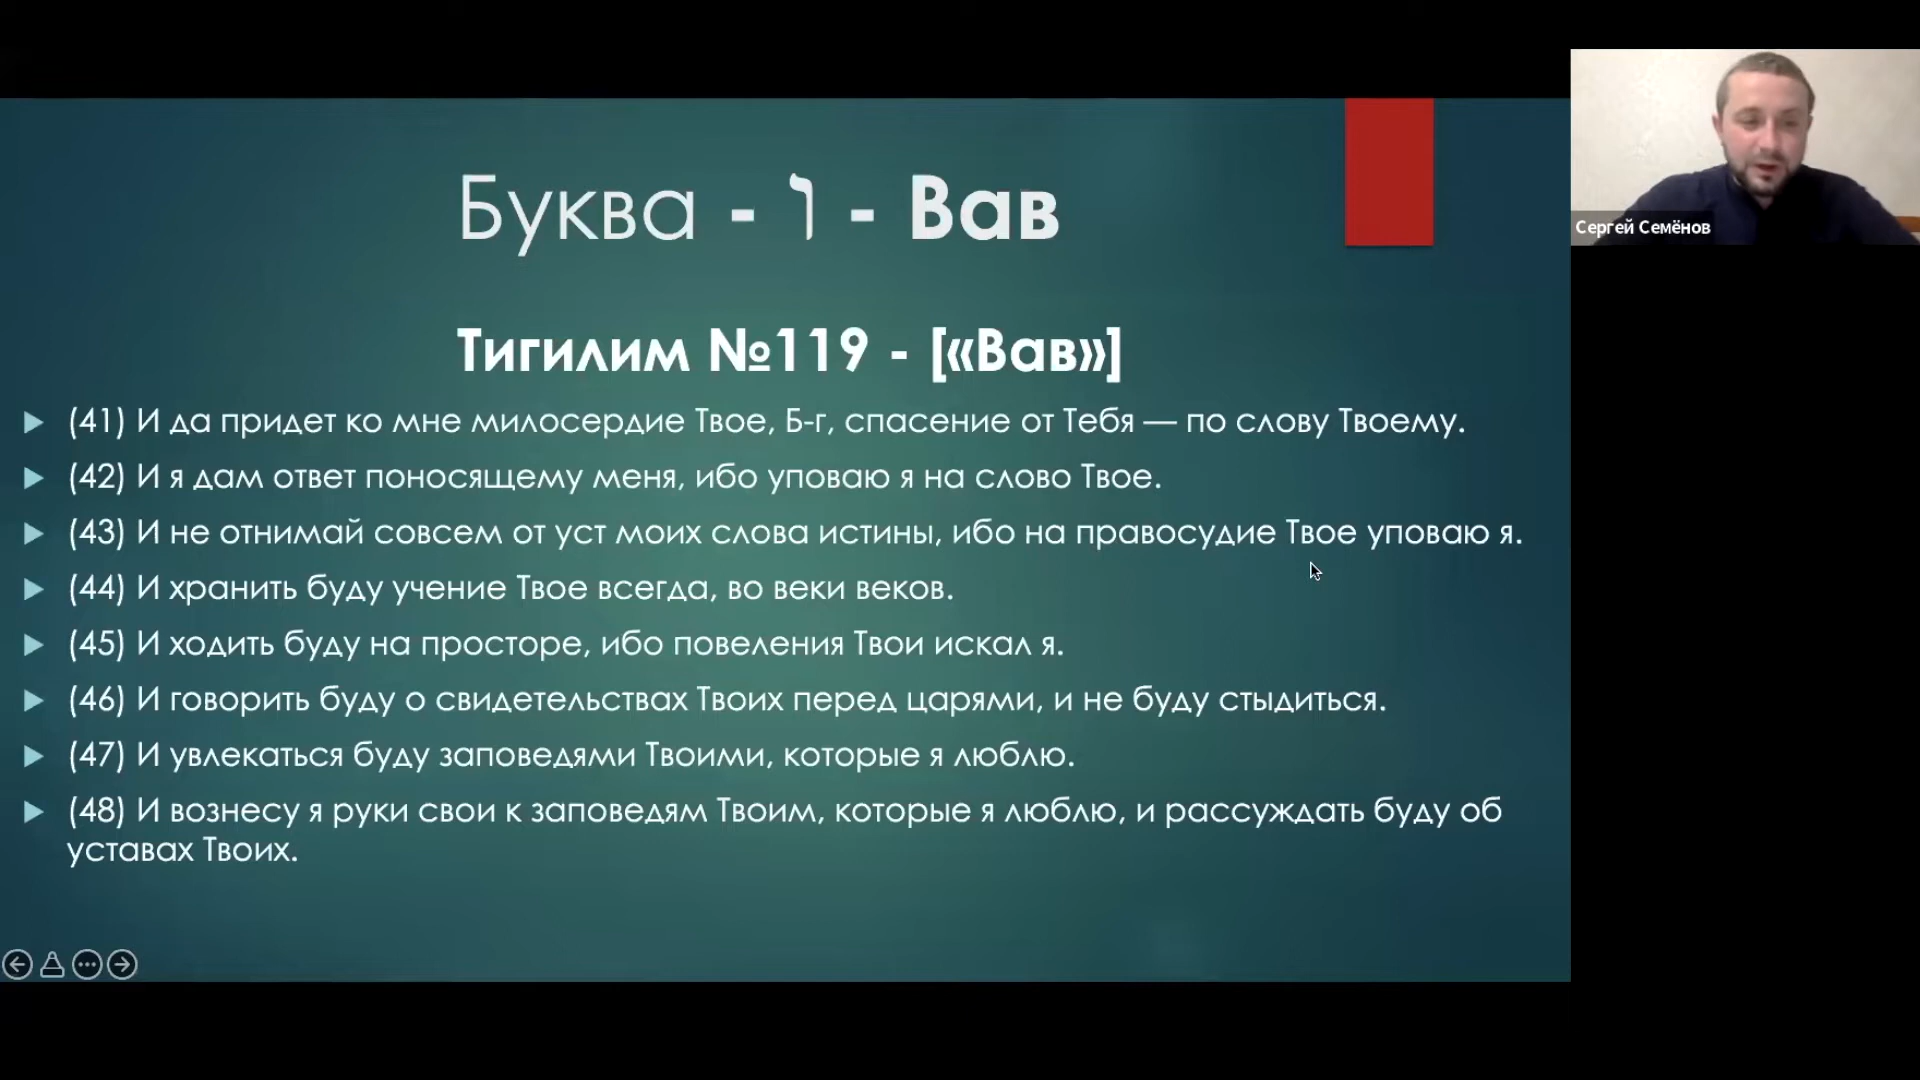 Буква - ו - Вав
Сергей Семёнов
Тигилим №119 - [«Вав»]
(41) И да придет ко мне милосердие Твое, Б-г, спасение от Тебя — по слову Твоему.
(42) И я дам ответ поносящему меня, ибо уповаю я на слово Твое.
(43) И не отнимай совсем от уст моих слова истины, ибо на правосудие Твое уповаю я.
(44) И хранить буду учение Твое всегда, во веки веков.
(45) И ходить буду на просторе, ибо повеления Твои искал я.
(46) И говорить буду о свидетельствах Твоих перед царями, и не буду стыдиться.
(47) И увлекаться буду заповедями Твоими, которые я люблю.
(48) И вознесу я руки свои к заповедям Твоим, которые я люблю, и рассуждать буду об
уставах Твоих.